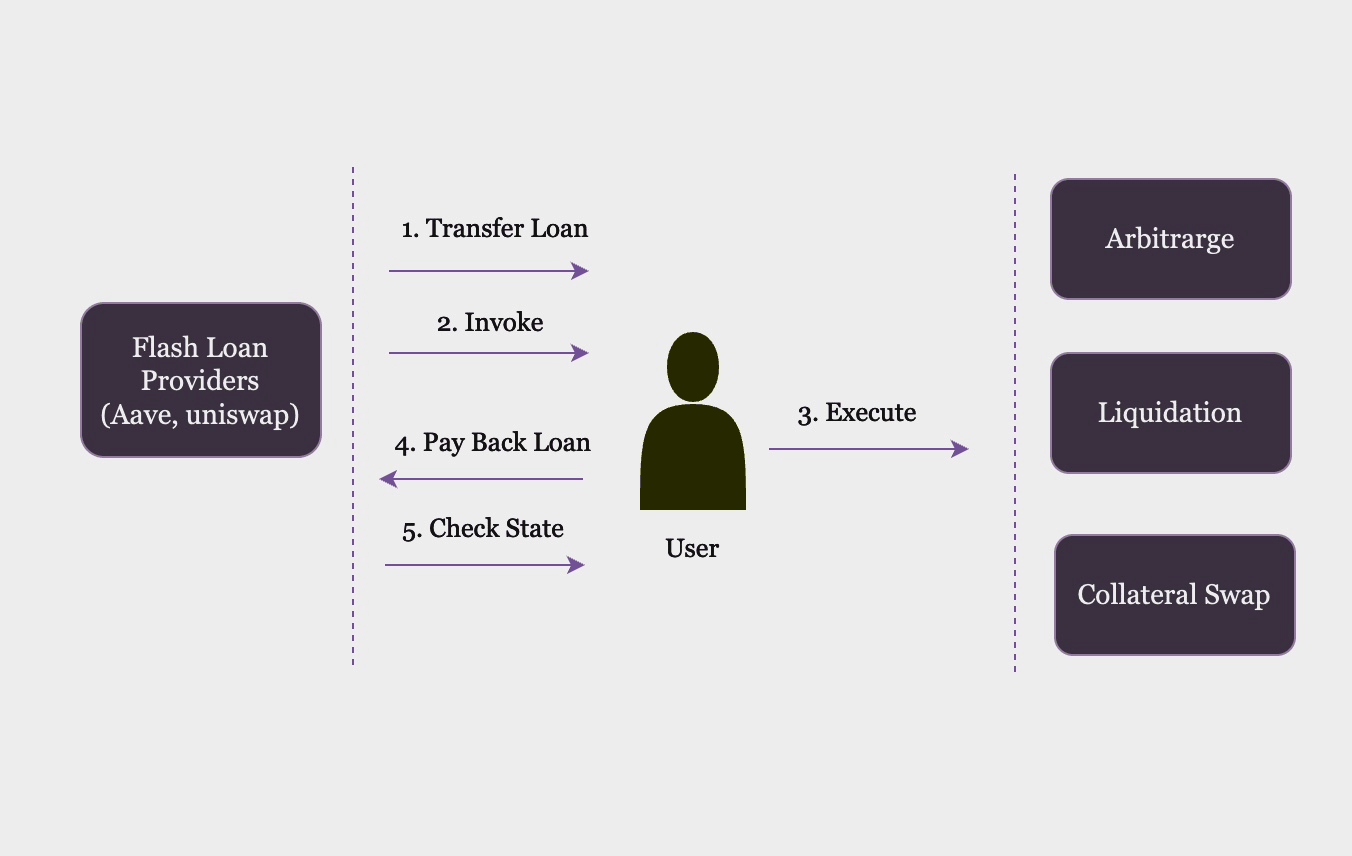 Flash Loan
Providers
(Aave, uniswap)
1. Transfer Loan
2. Invoke
4. Pay Back Loan
5. Check State
User
3. Execute
Arbitrarge
Liquidation
Collateral Swap